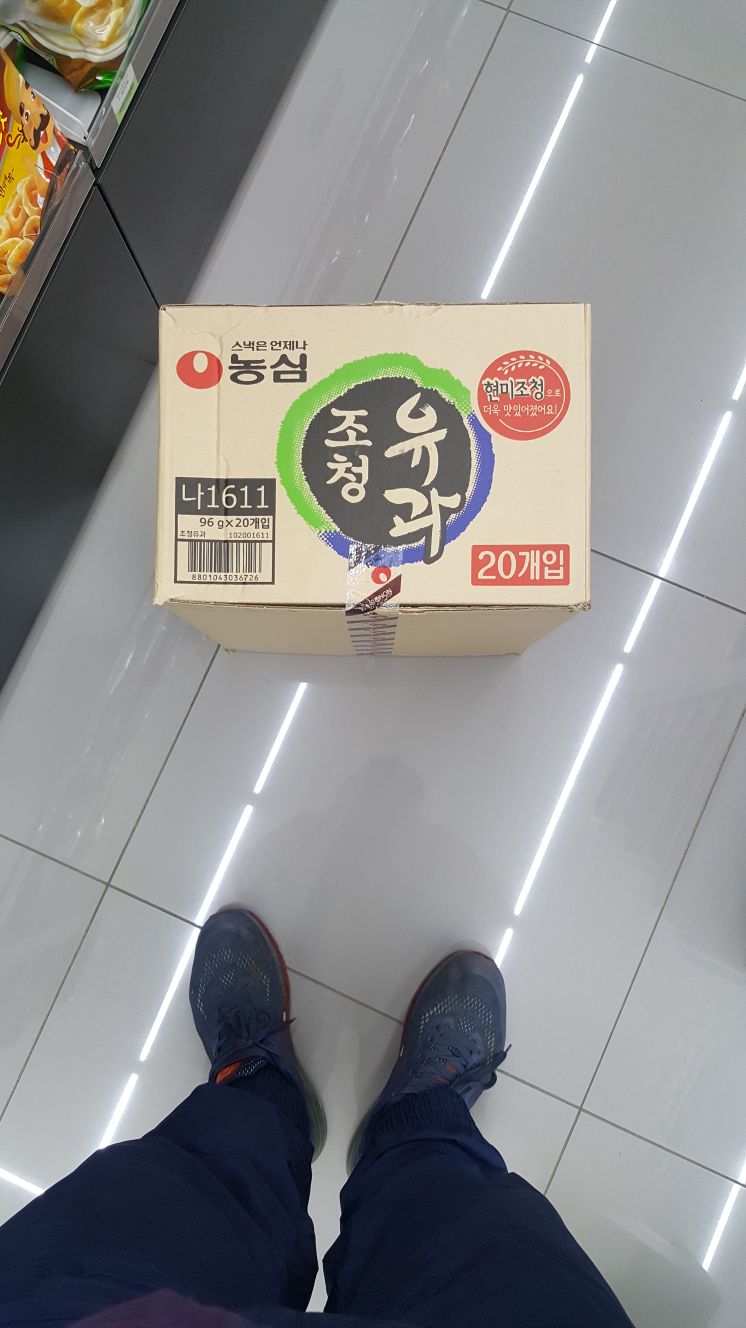 스낵은 언제나
농심
조청
유과
현미조청으로
더욱 맛있어졌어요!
나1611
96 g×20개입
조청유과 102001611
8801043036726
20개입